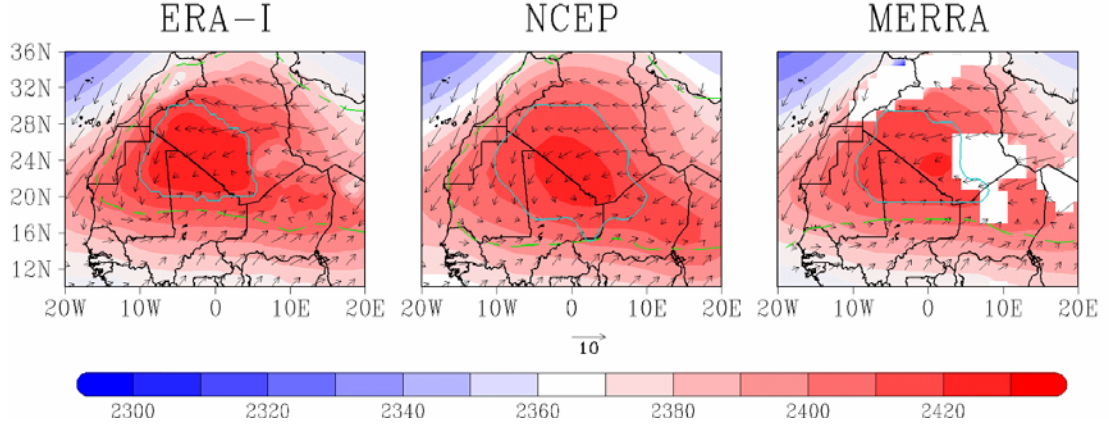 ERA-I NCEP MERRA
36N
32N
28N
24N
20N
16N
12N
20W 10W 0 10E 20E 20W 10W 0 10E 20E 20W 10W 0 10E 20E
10
2300 2320 2340 2360 2380 2400 2420